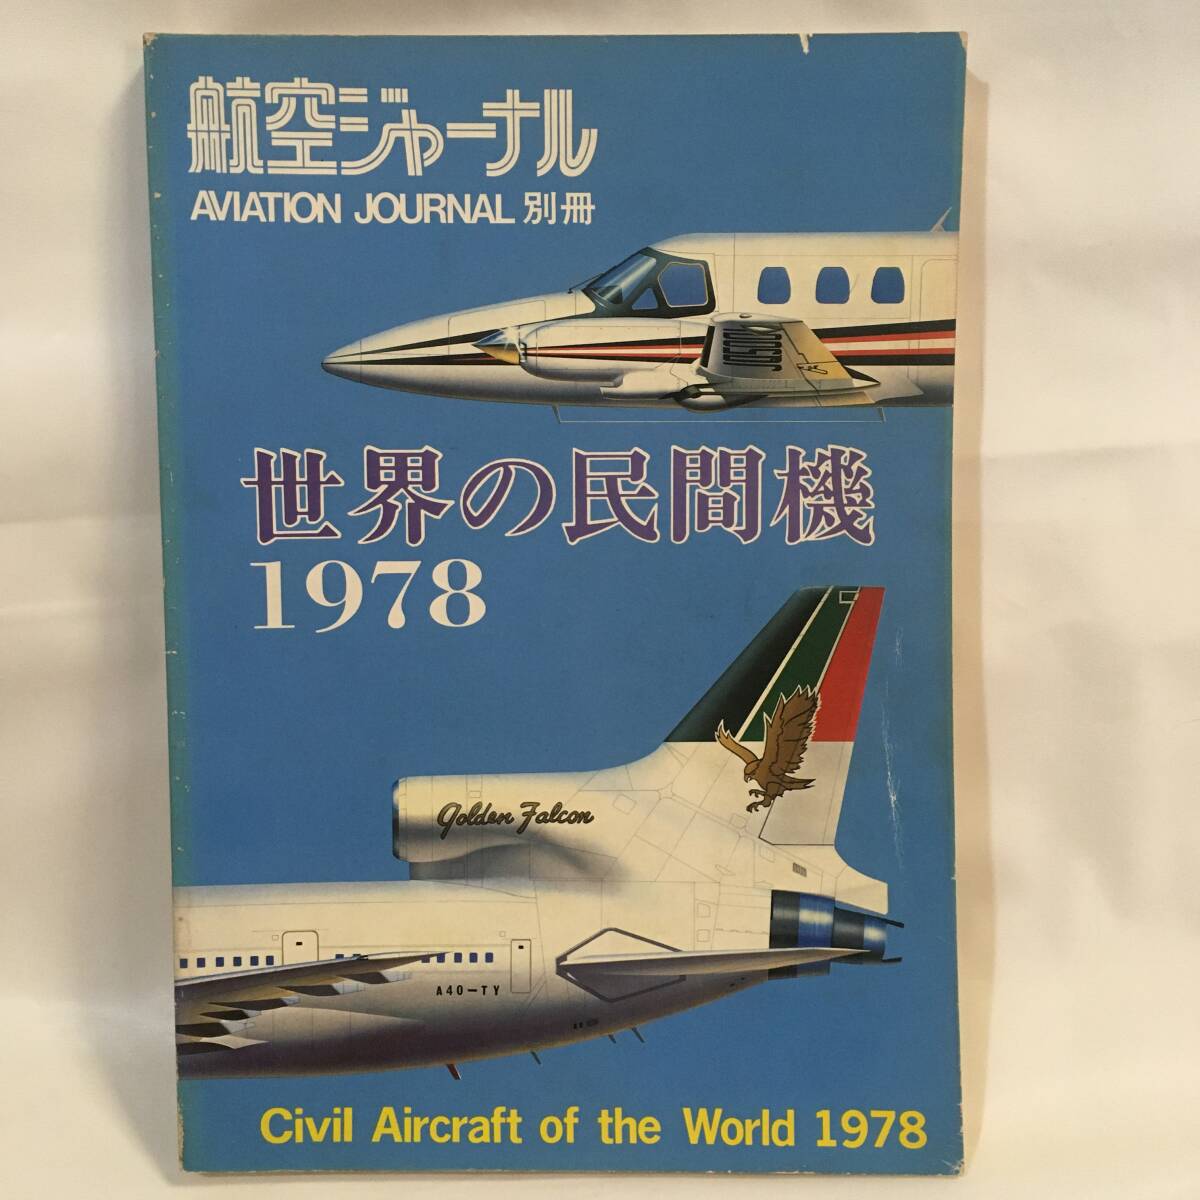 航空ジャーナル
AVIATION JOURNAL 別冊
世界の民間機
1978
Golden Falcon
A40-TY
Civil Aircraft of the World 1978